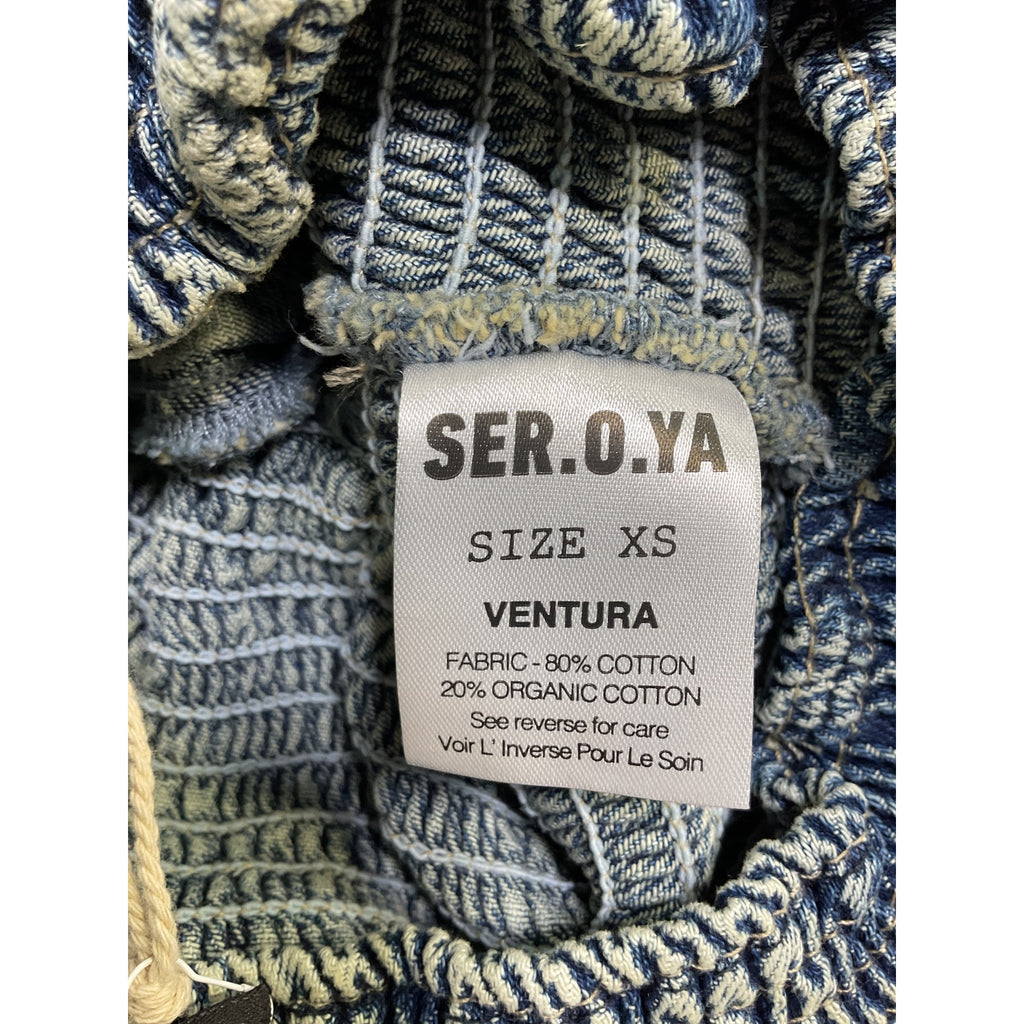 SER.O.YA
SIZE XS
VENTURA
FABRIC - 80% COTTON
20% ORGANIC COTTON
See reverse for care
Voir L' Inverse Pour Le Soin